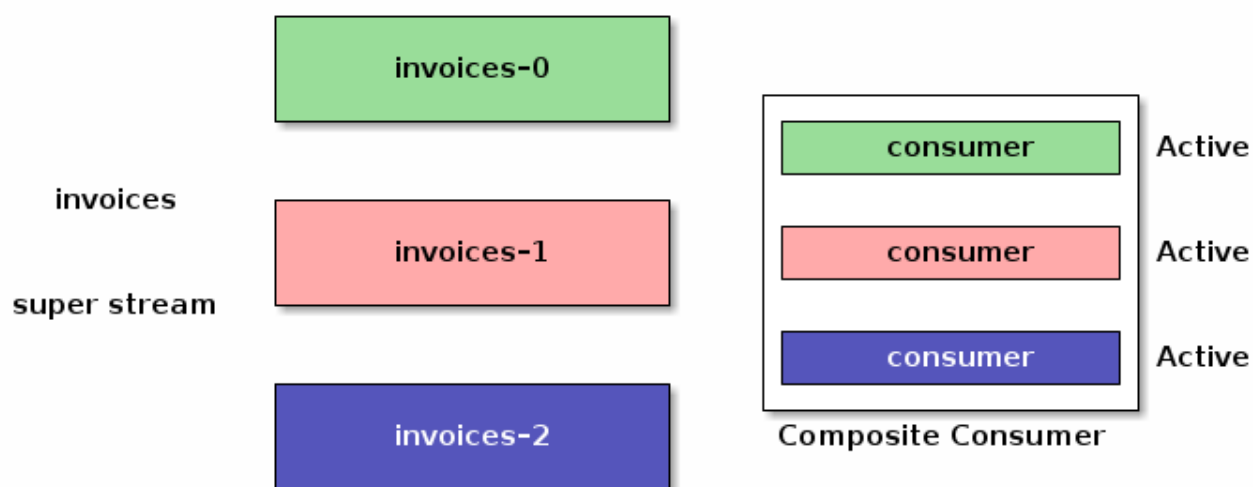 invoices
super stream
invoices-0
invoices-1
invoices-2
consumer Active
consumer Active
consumer Active
Composite Consumer